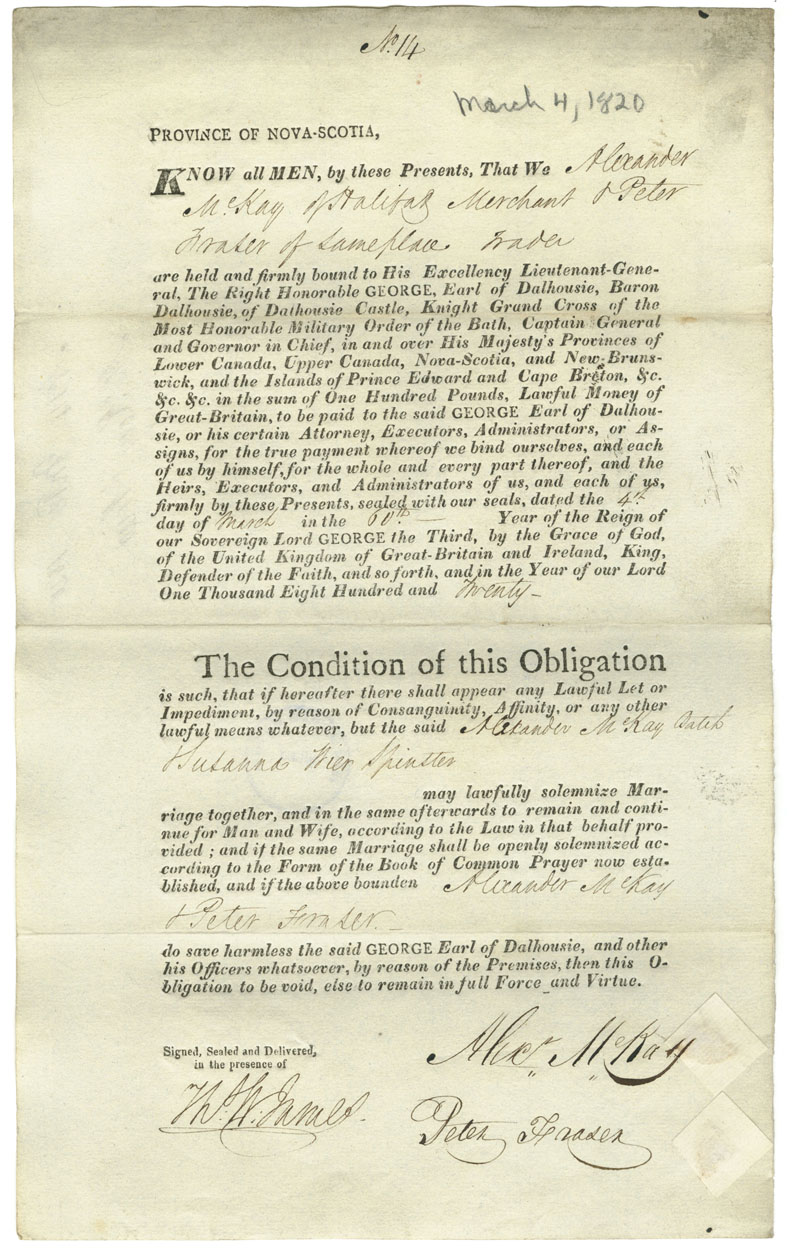 No. 14
March 4, 1820
PROVINCE OF NOVA-SCOTIA,
KNOW all MEN, by these Presents, That We Alexander
McKay of Halifax Merchant & Peter
Fraser of same place Trader
are held and firmly bound to His Excellency Lieutenant-Gene-
ral, The Right Honorable GEORGE, Earl of Dalhousie, Baron
Dalhousie, of Dalhousie Castle, Knight Grand Cross of the
Most Honorable Military Order of the Bath, Captain General
and Governor in Chief, in and over His Majesty's Provinces of
Lower Canada, Upper Canada, Nova-Scotia, and New-Bruns-
wick, and the Islands of Prince Edward and Cape Breton, &c.
&c. &c. in the sum of One Hundred Pounds, Lawful Money of
Great-Britain, to be paid to the said GEORGE Earl of Dalhou-
sie, or his certain Attorney, Executors, Administrators, or As-
signs, for the true payment whereof we bind ourselves, and each
of us by himself, for the whole and every part thereof, and the
Heirs, Executors, and Administrators of us, and each of us,
firmly by these Presents, sealed with our seals, dated the 4th
day of March in the 60th — Year of the Reign of
our Sovereign Lord GEORGE the Third, by the Grace of God,
of the United Kingdom of Great-Britain and Ireland, King,
Defender of the Faith, and so forth, and in the Year of our Lord
One Thousand Eight Hundred and Twenty —
The Condition of this Obligation
is such, that if hereafter there shall appear any Lawful Let or
Impediment, by reason of Consanguinity, Affinity, or any other
lawful means whatever, but the said Alexander McKay Batch
& Susanna Wier Spinster
may lawfully solemnize Mar-
riage together, and in the same afterwards to remain and conti-
nue for Man and Wife, according to the Law in that behalf pro-
vided ; and if the same Marriage shall be openly solemnized ac-
cording to the Form of the Book of Common Prayer now esta-
blished, and if the above bounden Alexander McKay
& Peter Fraser —
do save harmless the said GEORGE Earl of Dalhousie, and other
his Officers whatsoever, by reason of the Premises, then this O-
bligation to be void, else to remain in full Force and Virtue.
Signed, Sealed and Delivered,
in the presence of
Alexr McKay
Thos. W. James
Peter Fraser